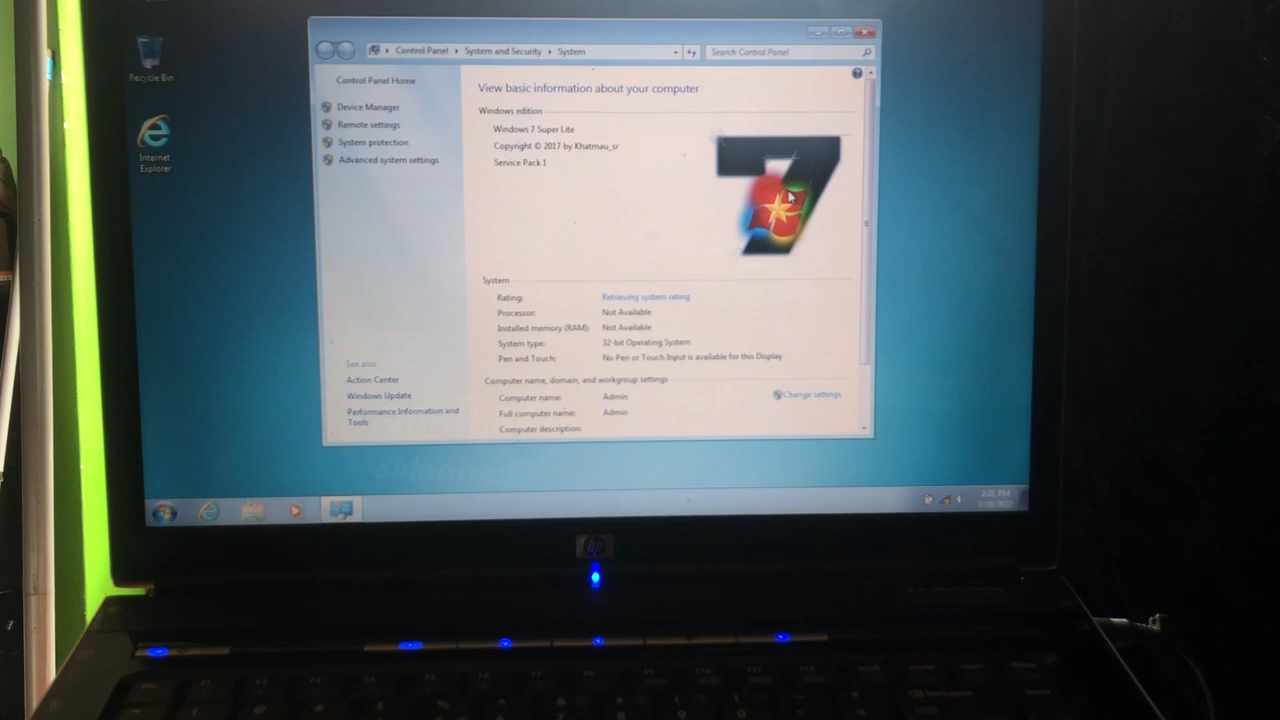 Recycle Bin
Internet
Explorer
Control Panel
System and Security
System
Search Control Panel
Control Panel Home
Device Manager
Remote settings
System protection
Advanced system settings
See also
Action Center
Windows Update
Performance Information and
Tools
View basic information about your computer
Windows edition
Windows 7 Super Lite
Copyright © 2017 by Khatmau_sr
Service Pack 1
7
System
Rating: Retrieving system rating
Processor: Not Available
Installed memory (RAM): Not Available
System type: 32-bit Operating System
Pen and Touch: No Pen or Touch Input is available for this Display
Computer name, domain, and workgroup settings
Computer name: Admin
Change settings
Full computer name: Admin
Computer description:
hp